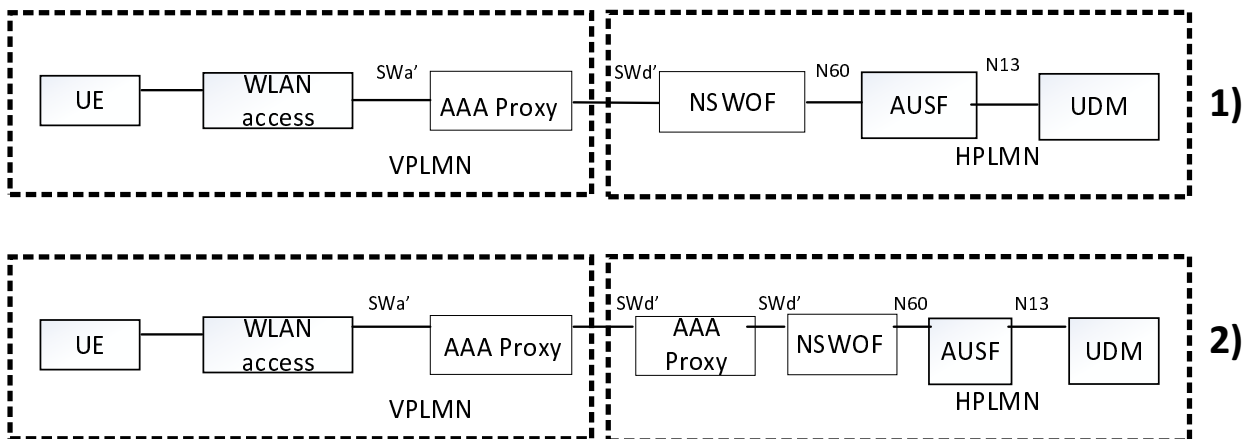 SWa’
SWd’
N60
N13
UE
WLAN
access
AAA Proxy
NSWOF
AUSF
UDM
1)
VPLMN
HPLMN
SWa’
SWd’
SWd’
N60
N13
UE
WLAN
access
AAA Proxy
AAA
Proxy
NSWOF
AUSF
UDM
2)
VPLMN
HPLMN